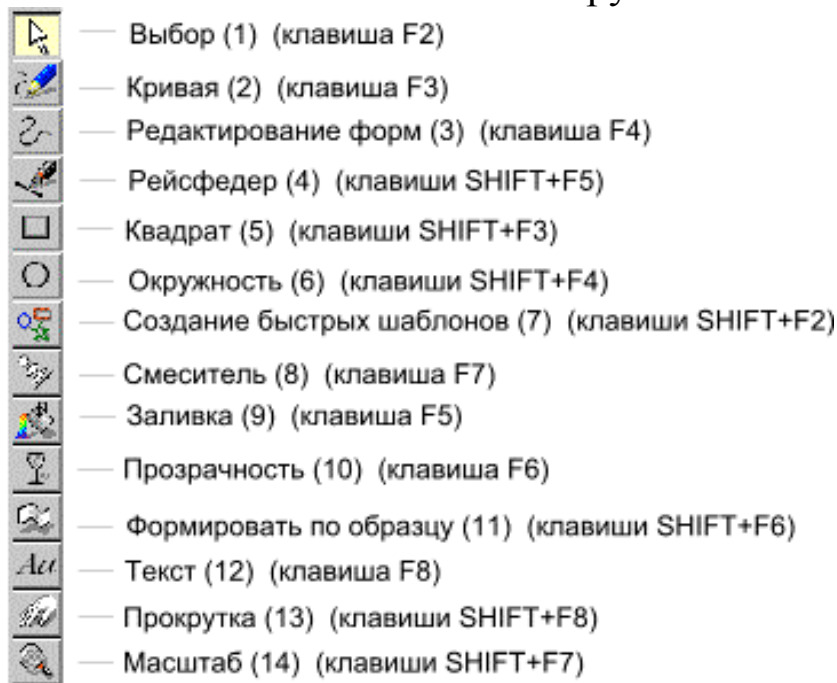 Выбор (1) (клавиша F2)
Кривая (2) (клавиша F3)
Редактирование форм (3) (клавиша F4)
Рейсфедер (4) (клавиши SHIFT+F5)
Квадрат (5) (клавиши SHIFT+F3)
Окружность (6) (клавиши SHIFT+F4)
Создание быстрых шаблонов (7) (клавиши SHIFT+F2)
Смеситель (8) (клавиша F7)
Заливка (9) (клавиша F5)
Прозрачность (10) (клавиша F6)
Формировать по образцу (11) (клавиши SHIFT+F6)
Текст (12) (клавиша F8)
Прокрутка (13) (клавиши SHIFT+F8)
Масштаб (14) (клавиши SHIFT+F7)